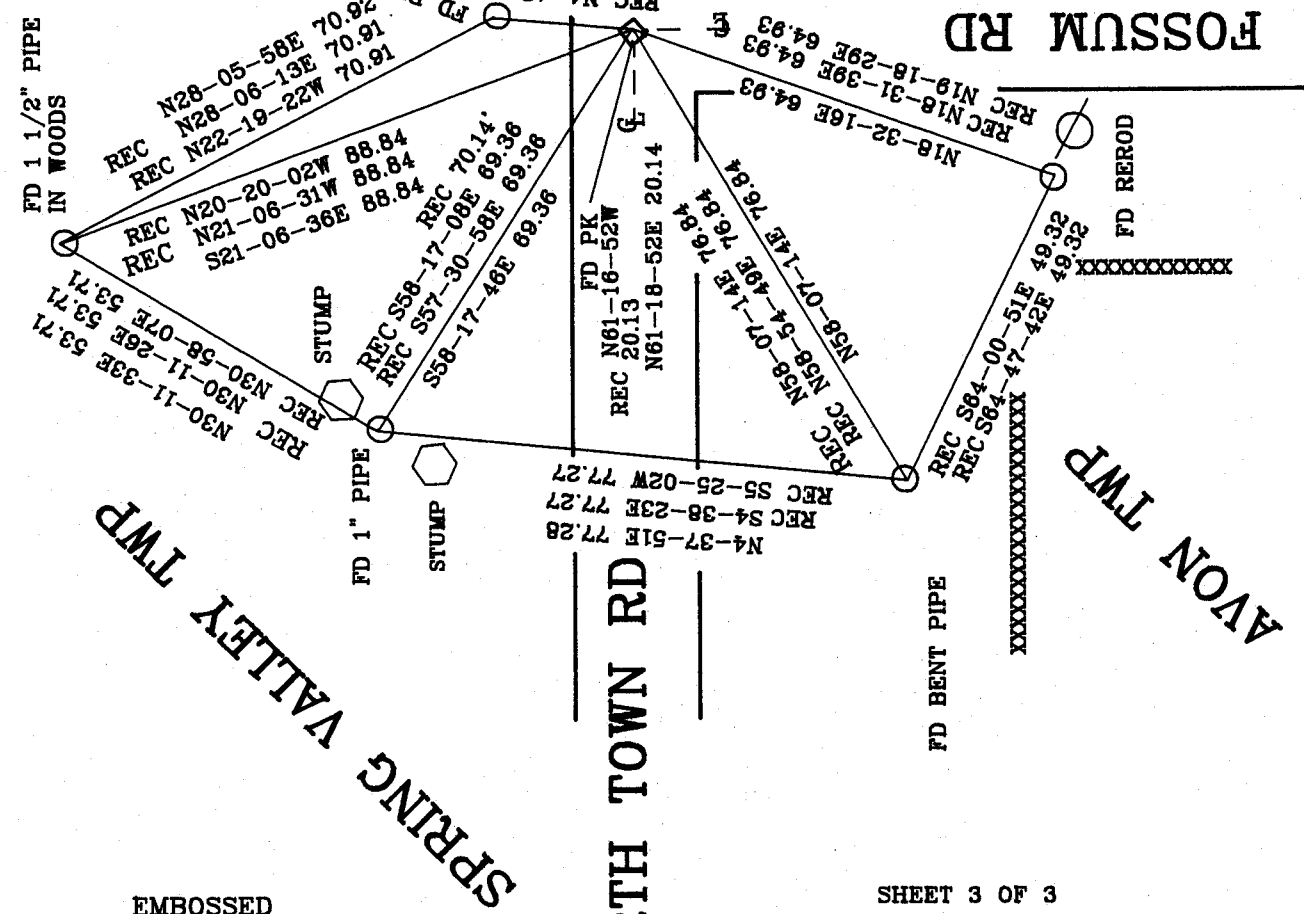 FD 1 1/2" PIPE
IN WOODS
N28-05-58E 70.92
REC N28-06-13E 70.91
REC N22-19-22W 70.91
REC N20-20-02W 88.84
REC N21-06-31W 88.84
S21-06-36E 88.84
FD
REC N4
REC 70.14'
REC S58-17-08E 69.36
REC S57-30-58E 69.36
S58-17-46E 69.36
FD PK
REC N61-16-52W
20.13
N61-18-52E 20.14
FOSSUM RD
REC N19-18-29E 64.93
REC N18-31-39E 64.93
N18-32-16E 64.93
FD REROD
REC N58-07-14E 76.84
REC N58-54-49E 76.84
N58-07-14E 76.84
REC S64-00-51E 49.32
REC S64-47-42E 49.32
XXXXXXXXXXXX
REC N30-58-07E 53.71
REC N30-11-26E 53.71
N30-11-33E 53.71
STUMP
FD 1" PIPE
STUMP
REC S5-25-02W 77.27
REC S4-38-23E 77.27
N4-37-51E 77.28
SPRING VALLEY TWP
TH TOWN RD
FD BENT PIPE
AVON TWP
EMBOSSED
SHEET 3 OF 3